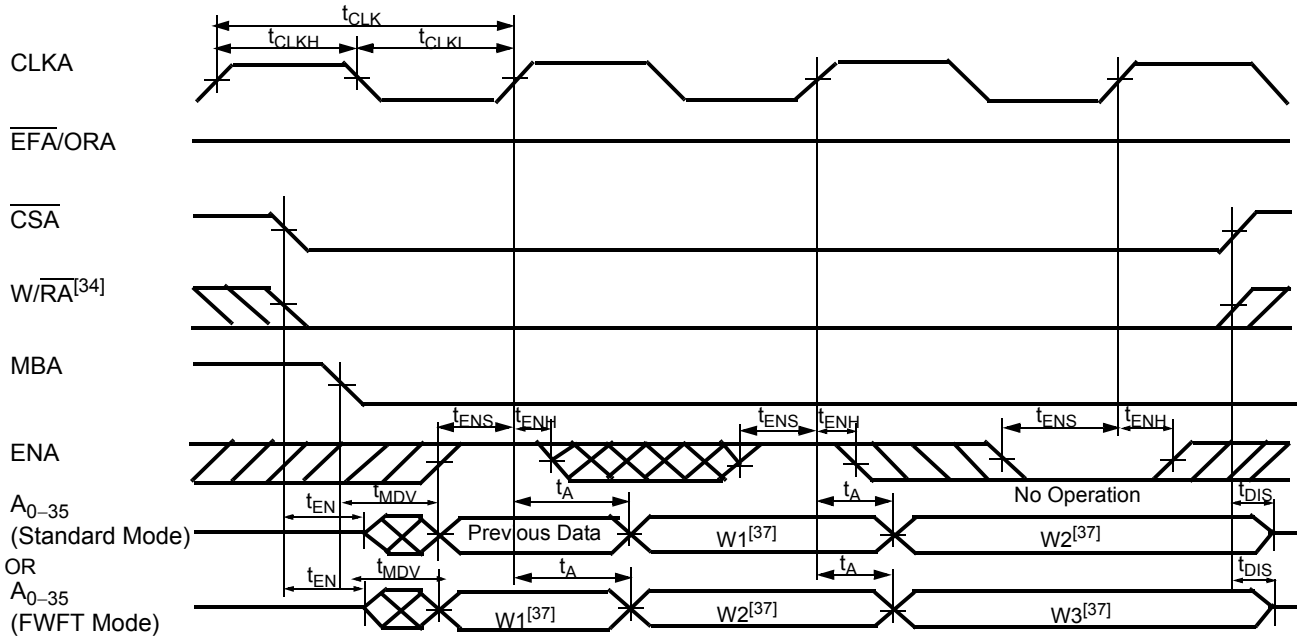 tCLK
tCLKH tCLKL
CLKA
EFA/ORA
CSA
W/RA[34]
MBA
tENS tENH tENS tENH tENS tENH
ENA
tEN tMDV tA tA No Operation tDIS
A0–35
(Standard Mode) Previous Data W1[37] W2[37]
OR
tEN tMDV tA tA tDIS
A0–35
(FWFT Mode) W1[37] W2[37] W3[37]